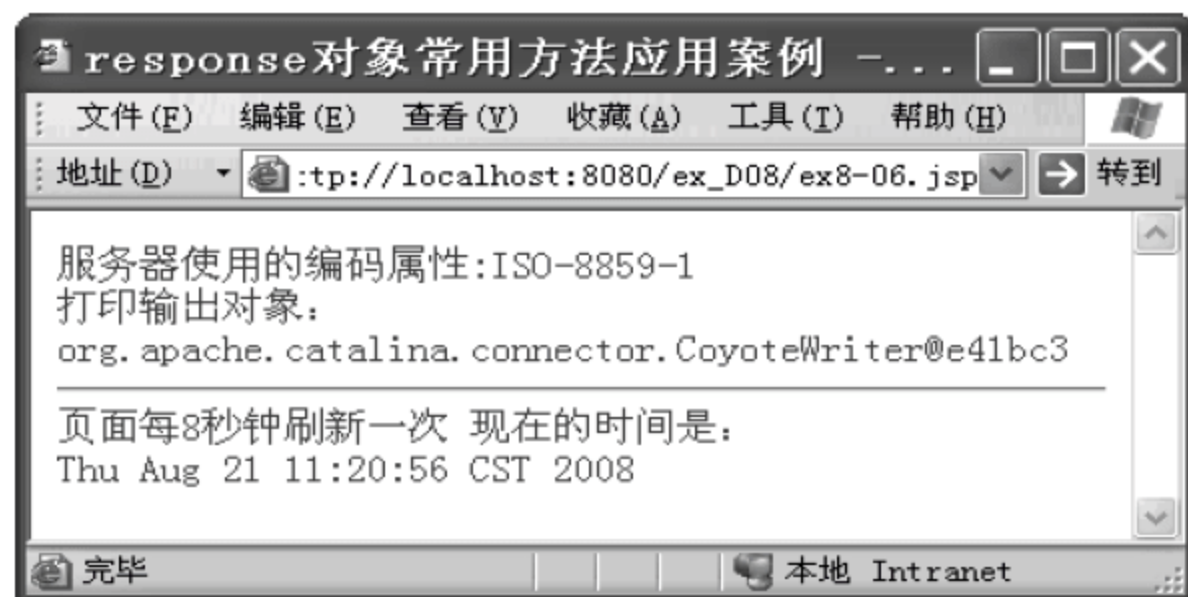 response对象常用方法应用案例 -...
文件(F) 编辑(E) 查看(V) 收藏(A) 工具(T) 帮助(H)
地址(D) :tp://localhost:8080/ex_D08/ex8-06.jsp 转到
服务器使用的编码属性:ISO-8859-1
打印输出对象:
org.apache.catalina.connector.CoyoteWriter@e41bc3
页面每8秒钟刷新一次 现在的时间是:
Thu Aug 21 11:20:56 CST 2008
完毕 本地 Intranet